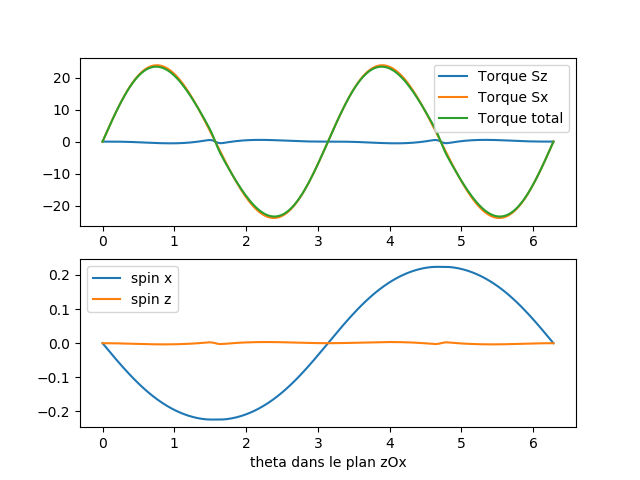 20
10
0
−10
−20
Torque Sz
Torque Sx
Torque total
0 1 2 3 4 5 6
0.2
0.1
0.0
−0.1
−0.2
spin x
spin z
0 1 2 3 4 5 6
theta dans le plan zOx